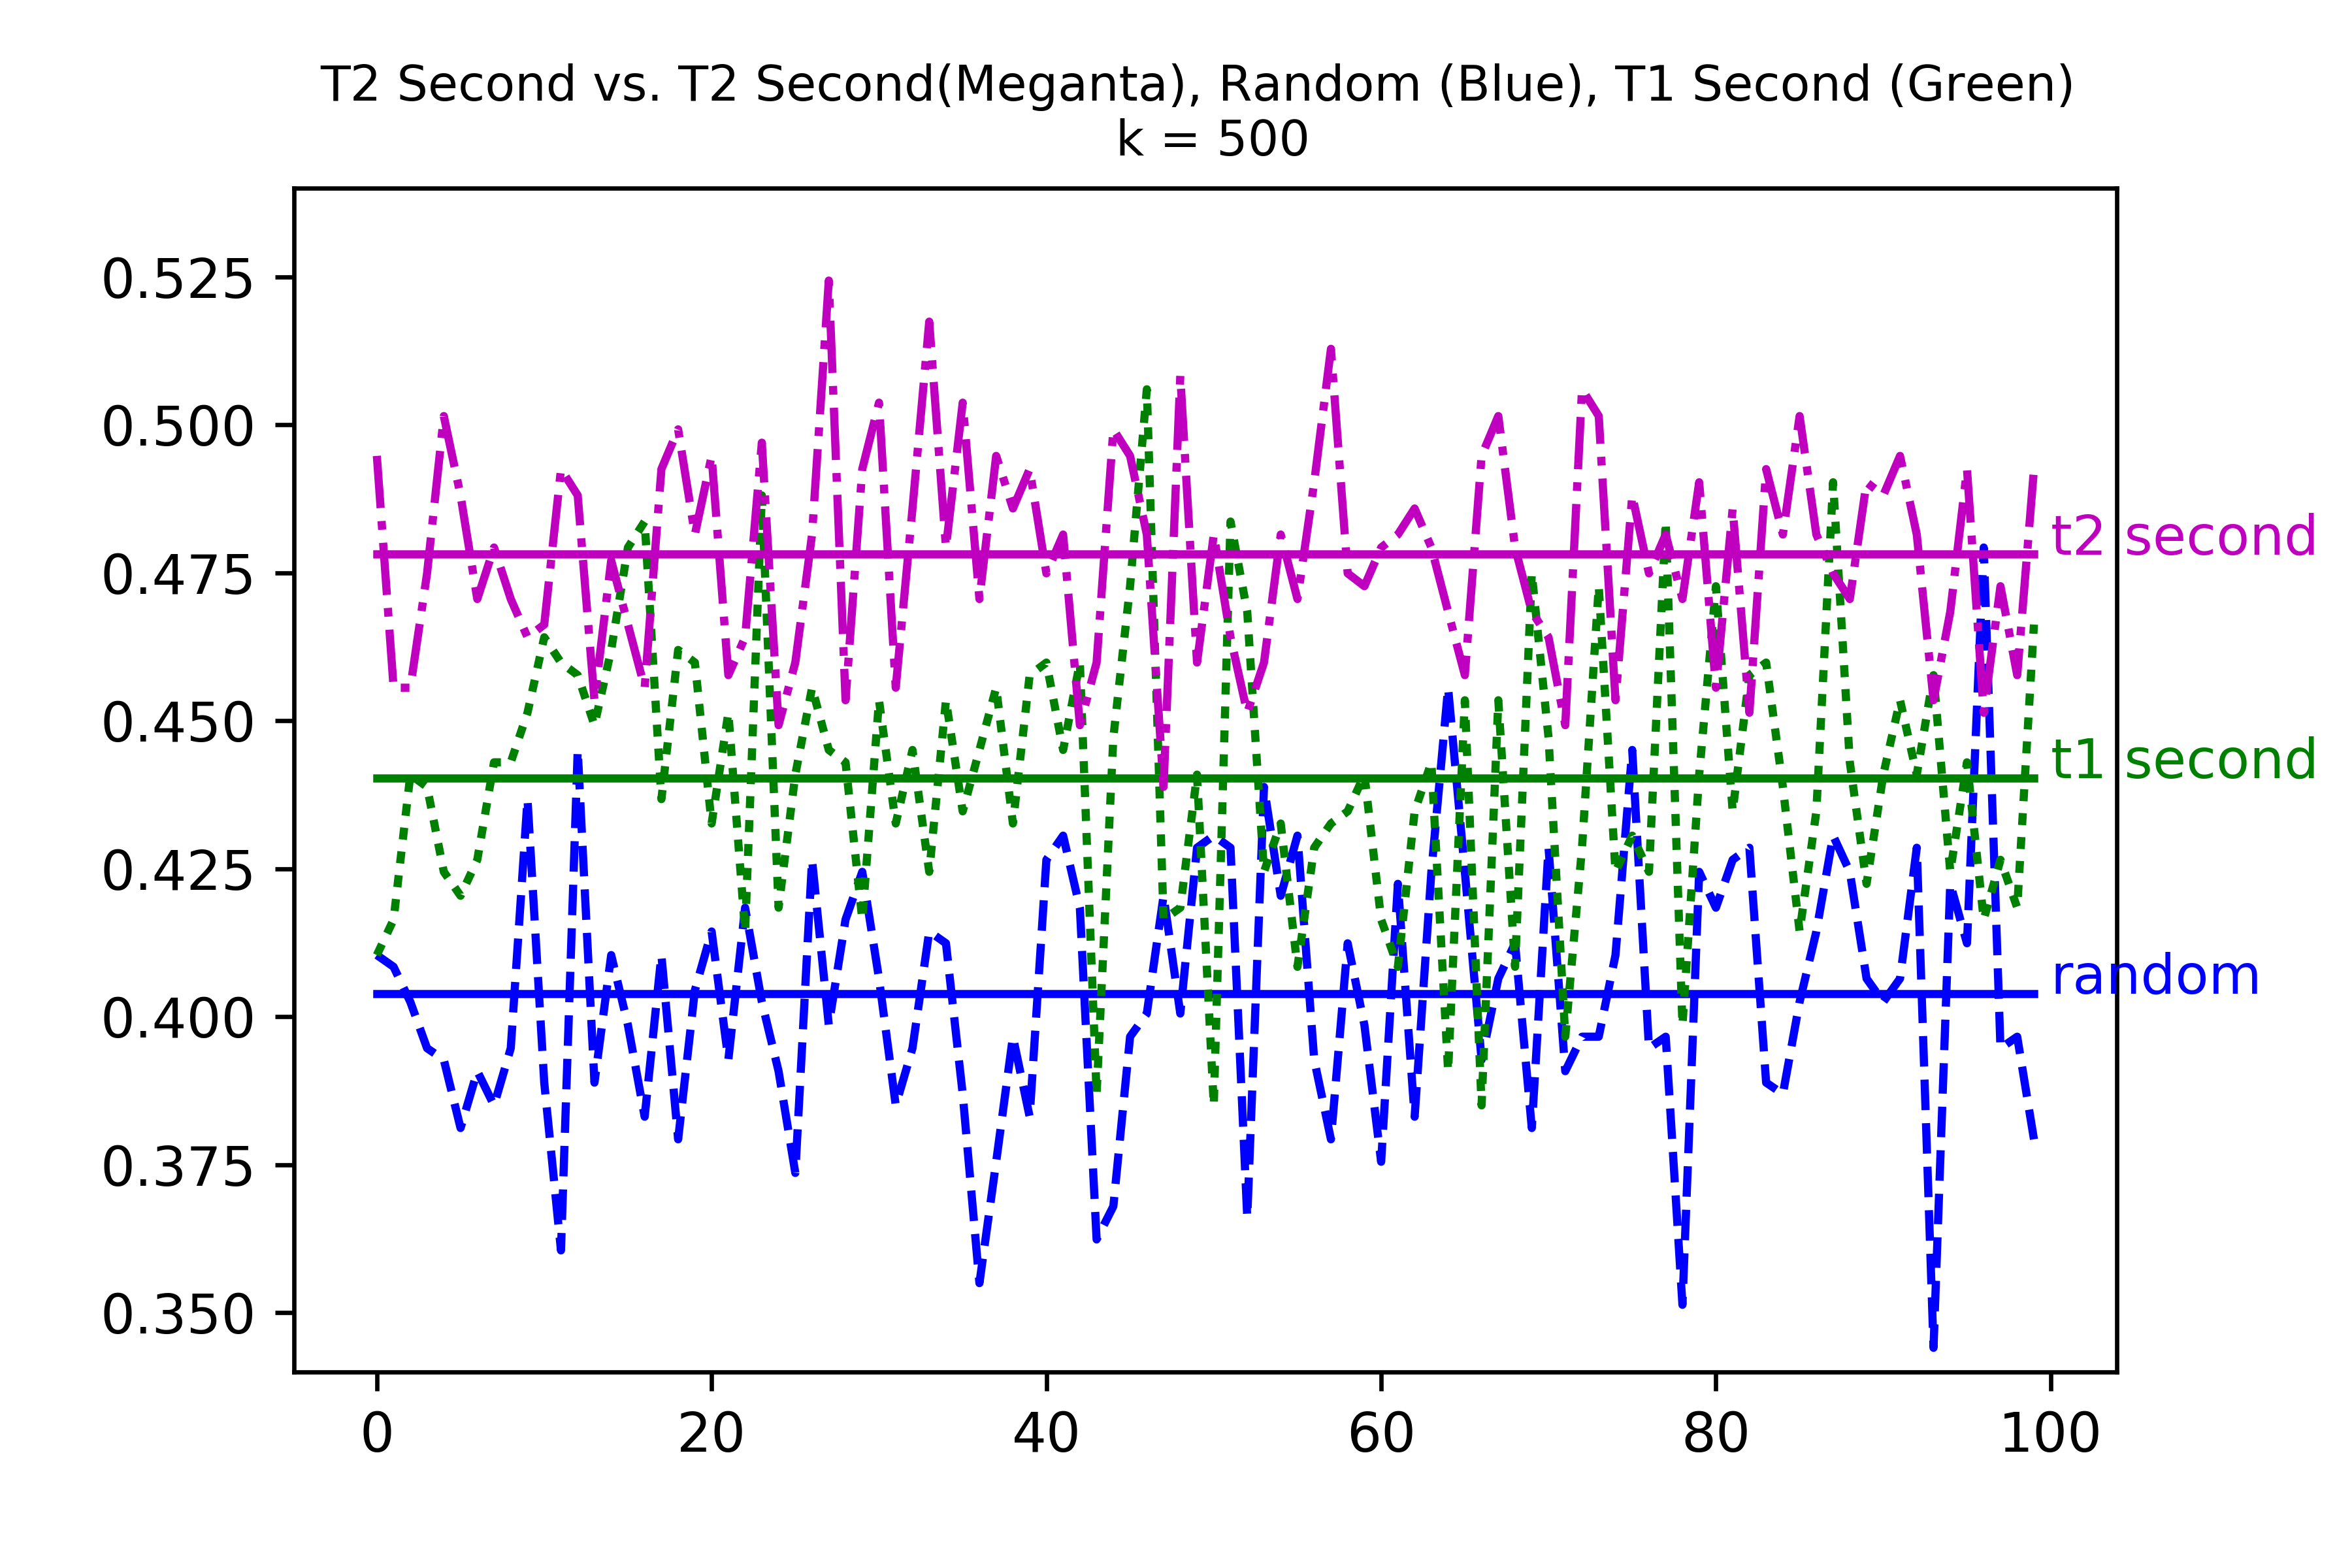 T2 Second vs. T2 Second(Meganta), Random (Blue), T1 Second (Green)
k = 500
0.525
0.500
0.475
0.450
0.425
0.400
0.375
0.350
t2 second
t1 second
random
0 20 40 60 80 100